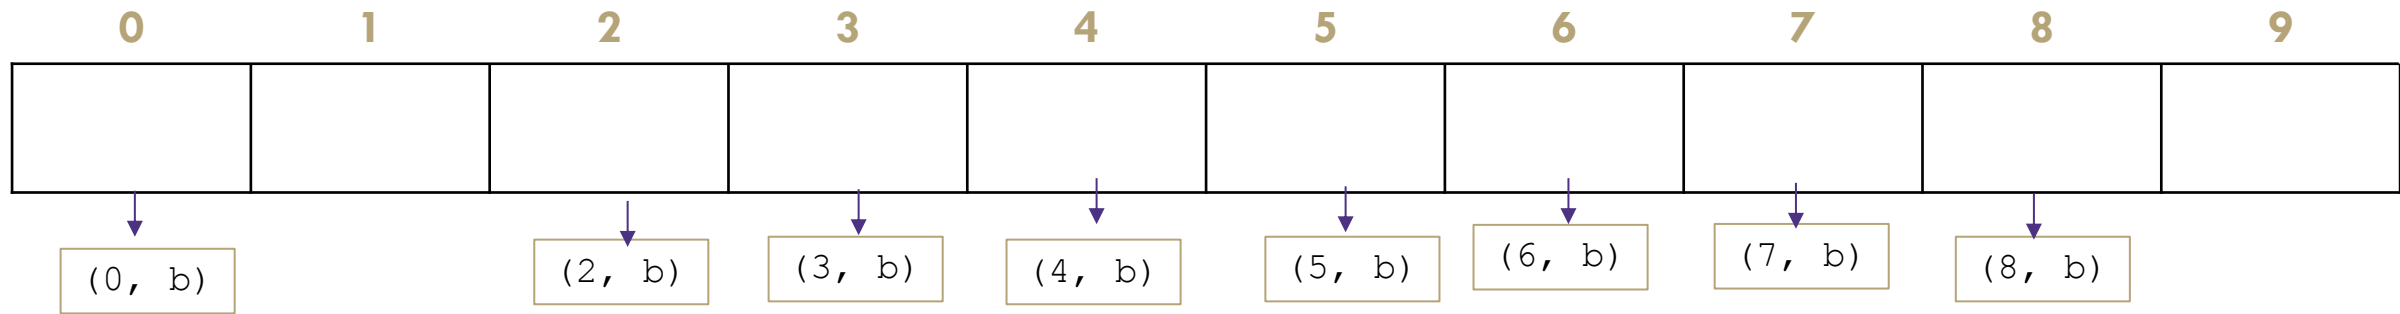 0 1 2 3 4 5 6 7 8 9
(0, b) (2, b) (3, b) (4, b) (5, b) (6, b) (7, b) (8, b)